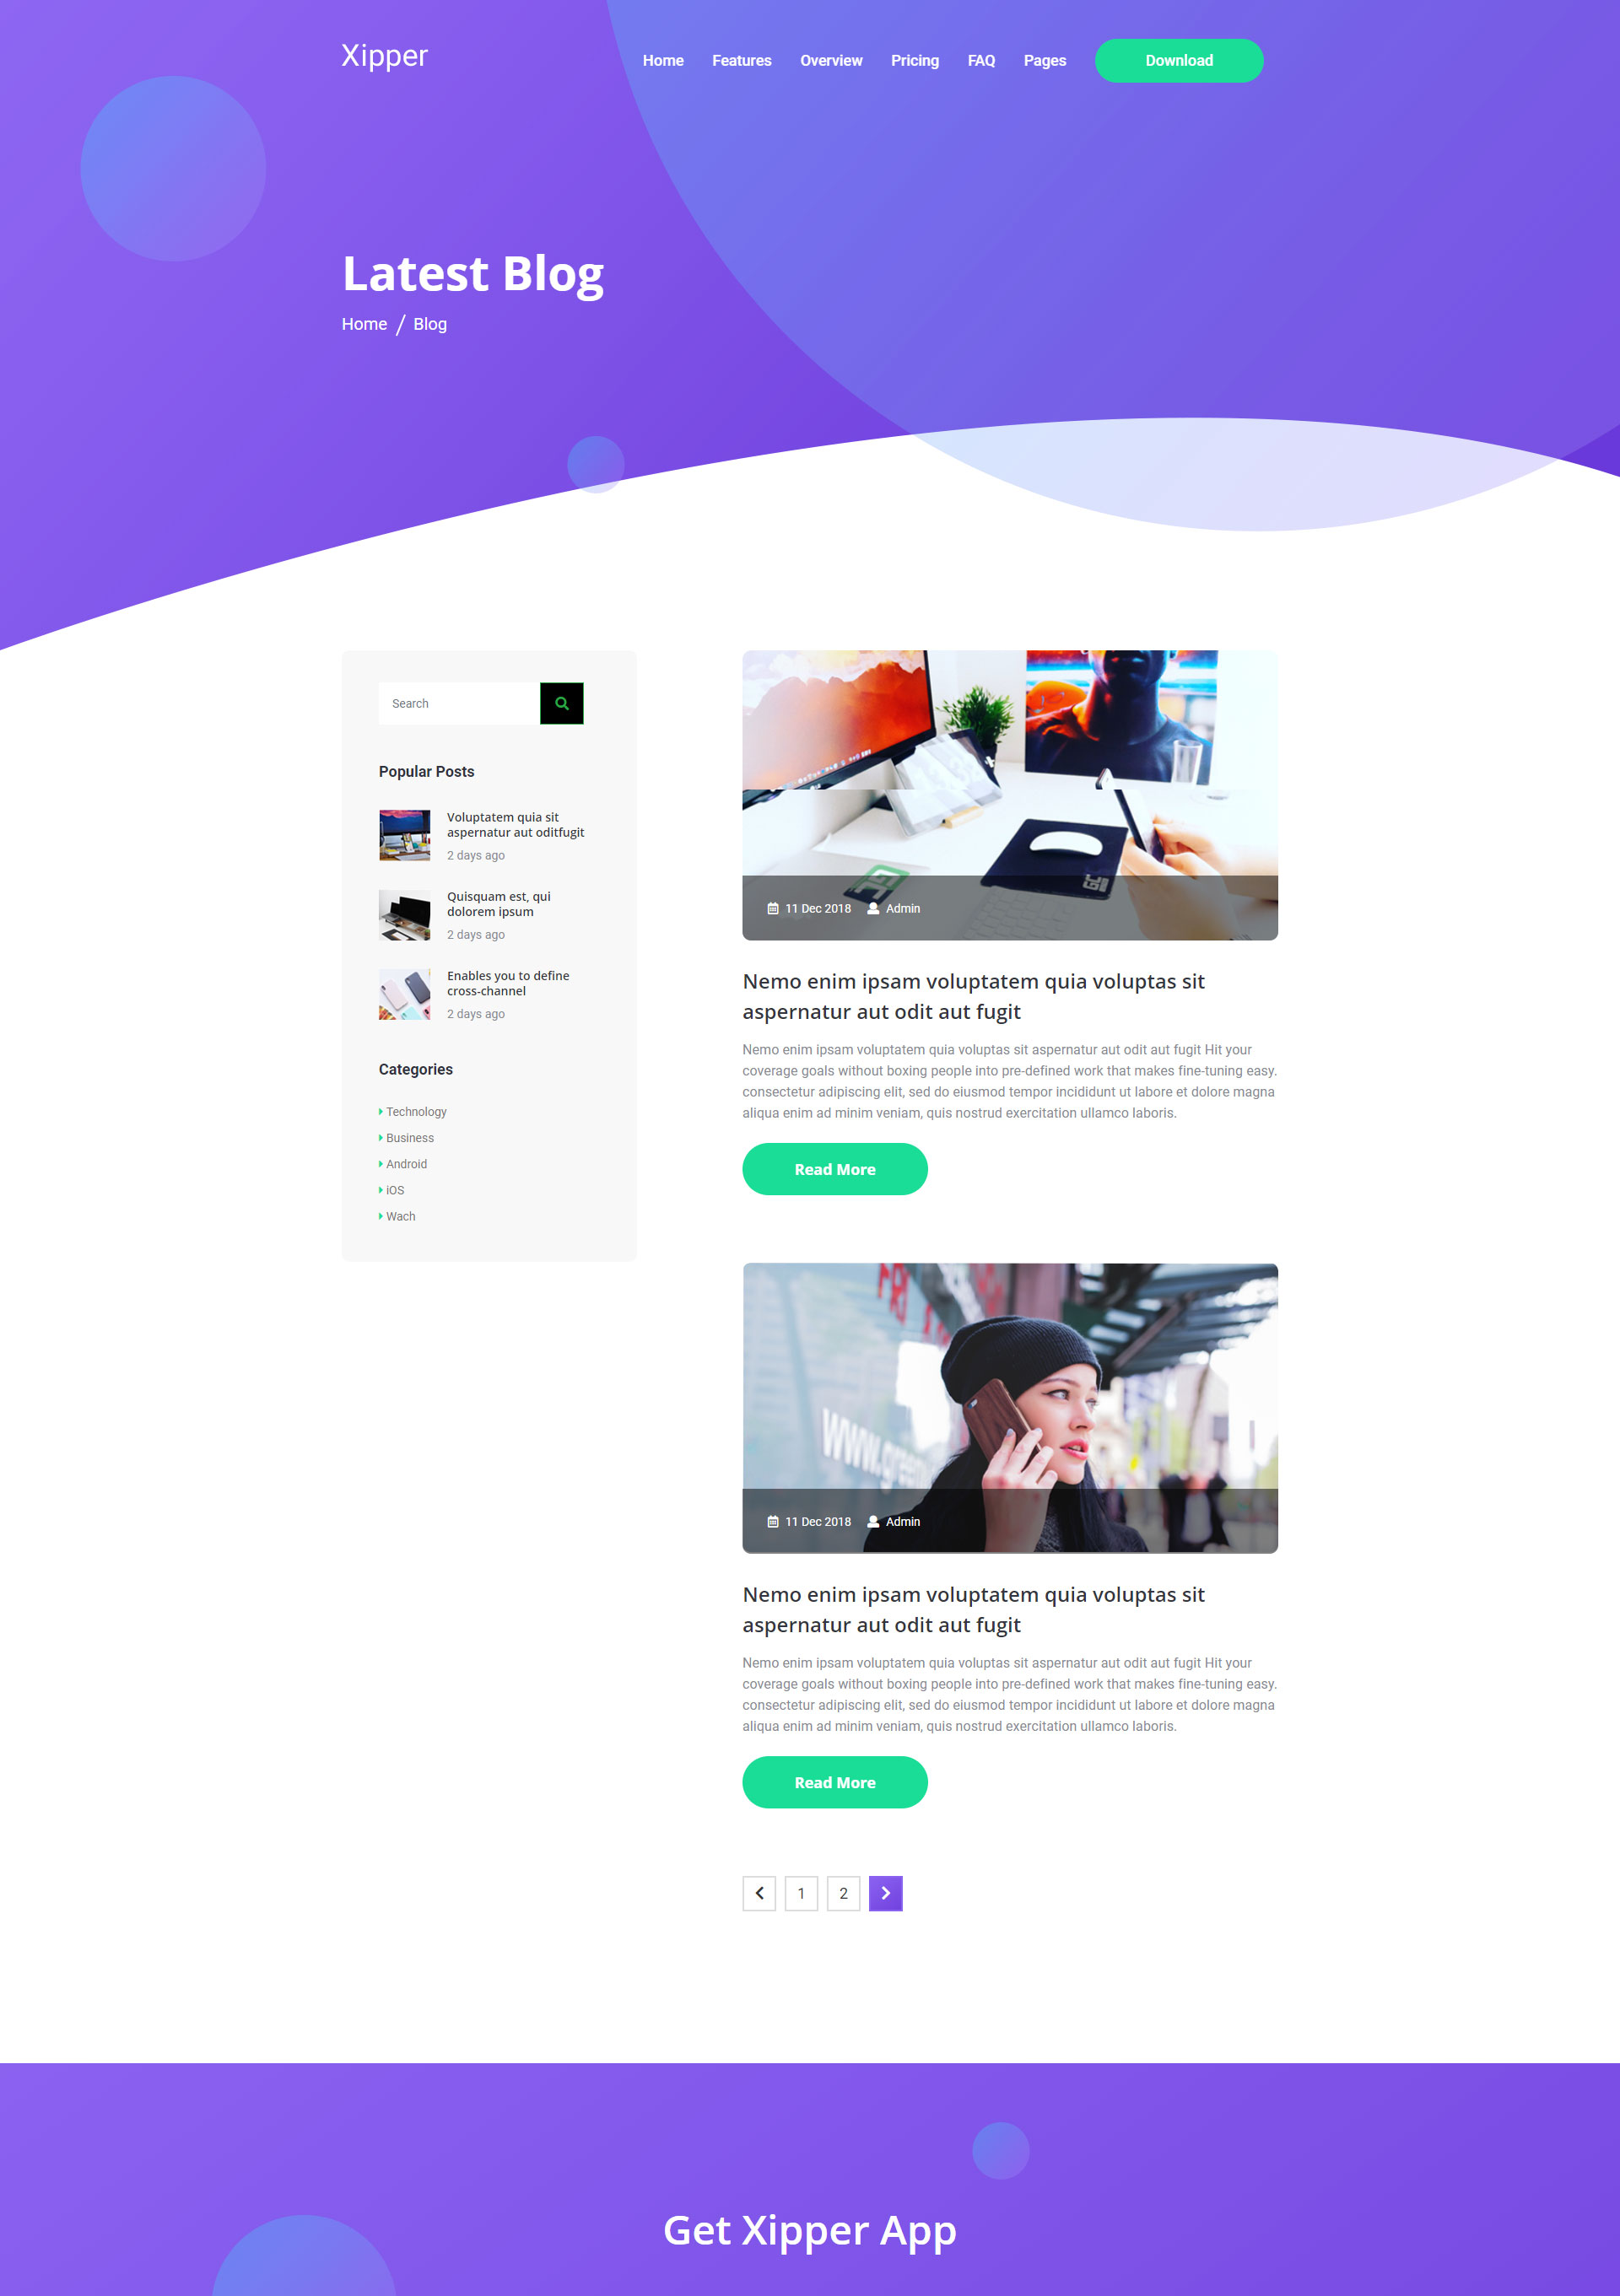 Xipper
Home Features Overview Pricing FAQ Pages Download
Latest Blog
Home / Blog
Search
Popular Posts
Voluptatem quia sit
aspernatur aut oditfugit
2 days ago
Quisquam est, qui
dolorem ipsum
2 days ago
Enables you to define
cross-channel
2 days ago
Categories
Technology
Business
Android
iOS
Wach
11 Dec 2018 Admin
Nemo enim ipsam voluptatem quia voluptas sit
aspernatur aut odit aut fugit
Nemo enim ipsam voluptatem quia voluptas sit aspernatur aut odit aut fugit Hit your
coverage goals without boxing people into pre-defined work that makes fine-tuning easy.
consectetur adipiscing elit, sed do eiusmod tempor incididunt ut labore et dolore magna
aliqua enim ad minim veniam, quis nostrud exercitation ullamco laboris.
Read More
11 Dec 2018 Admin
Nemo enim ipsam voluptatem quia voluptas sit
aspernatur aut odit aut fugit
Nemo enim ipsam voluptatem quia voluptas sit aspernatur aut odit aut fugit Hit your
coverage goals without boxing people into pre-defined work that makes fine-tuning easy.
consectetur adipiscing elit, sed do eiusmod tempor incididunt ut labore et dolore magna
aliqua enim ad minim veniam, quis nostrud exercitation ullamco laboris.
Read More
1 2
Get Xipper App